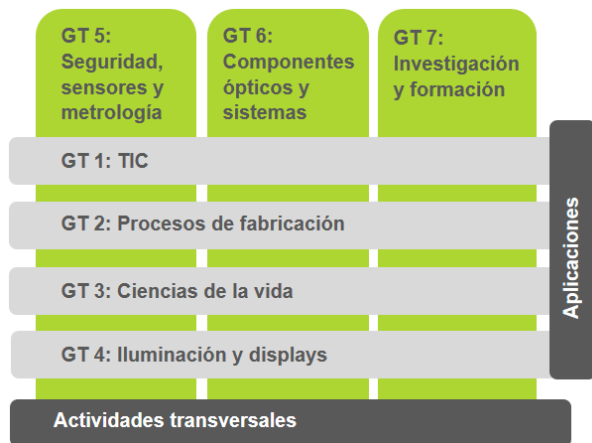 GT 5:
Seguridad,
sensores y
metrología
GT 6:
Componentes
ópticos y
sistemas
GT 7:
Investigación
y formación
GT 1: TIC
GT 2: Procesos de fabricación
GT 3: Ciencias de la vida
GT 4: Iluminación y displays
Aplicaciones
Actividades transversales